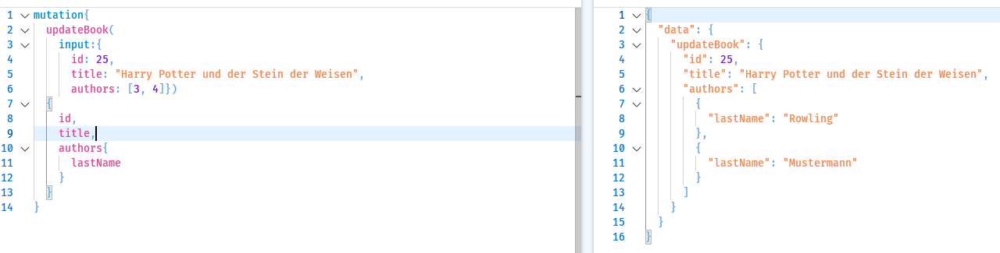 1 mutation{
2 updateBook(
3 input:{
4 id: 25,
5 title: "Harry Potter und der Stein der Weisen",
6 authors: [3, 4]})
7 {
8 id,
9 title,
10 authors{
11 lastName
12 }
13 }
14 }
1 {
2 "data": {
3 "updateBook": {
4 "id": 25,
5 "title": "Harry Potter und der Stein der Weisen",
6 "authors": [
7 {
8 "lastName": "Rowling"
9 },
10 {
11 "lastName": "Mustermann"
12 }
13 ]
14 }
15 }
16 }